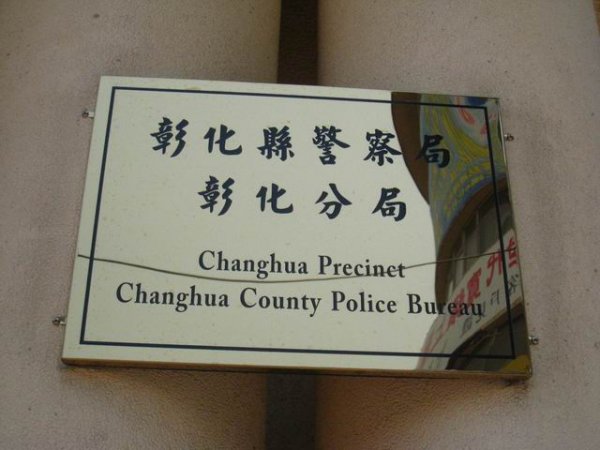 彰化縣警察局
彰化分局
Changhua Precinct
Changhua County Police Bureau